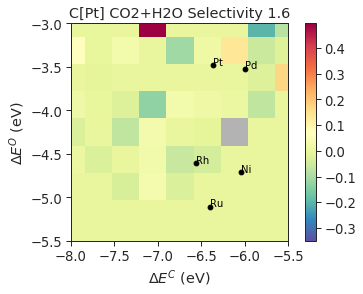 C[Pt] CO2+H2O Selectivity 1.6
−3.0
−3.5
−4.0
−4.5
−5.0
−5.5
ΔE^O (eV)
Pt
Pd
Rh
Ni
Ru
−8.0 −7.5 −7.0 −6.5 −6.0 −5.5
ΔE^C (eV)
0.4
0.3
0.2
0.1
0.0
−0.1
−0.2
−0.3